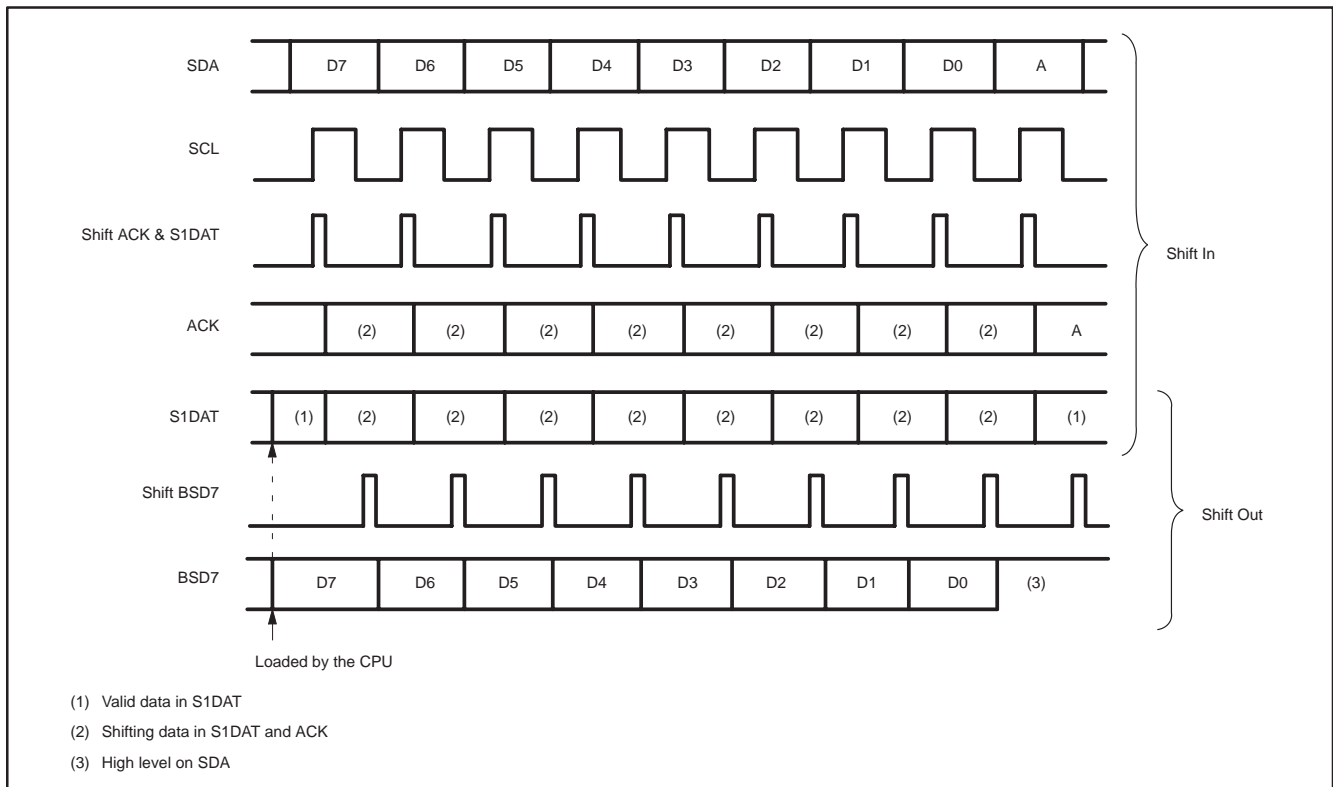 SDA D7 D6 D5 D4 D3 D2 D1 D0 A
SCL
Shift ACK & S1DAT
Shift In
ACK (2) (2) (2) (2) (2) (2) (2) (2) A
S1DAT (1) (2) (2) (2) (2) (2) (2) (2) (2) (1)
Shift BSD7
Shift Out
BSD7 D7 D6 D5 D4 D3 D2 D1 D0 (3)
Loaded by the CPU
(1) Valid data in S1DAT
(2) Shifting data in S1DAT and ACK
(3) High level on SDA